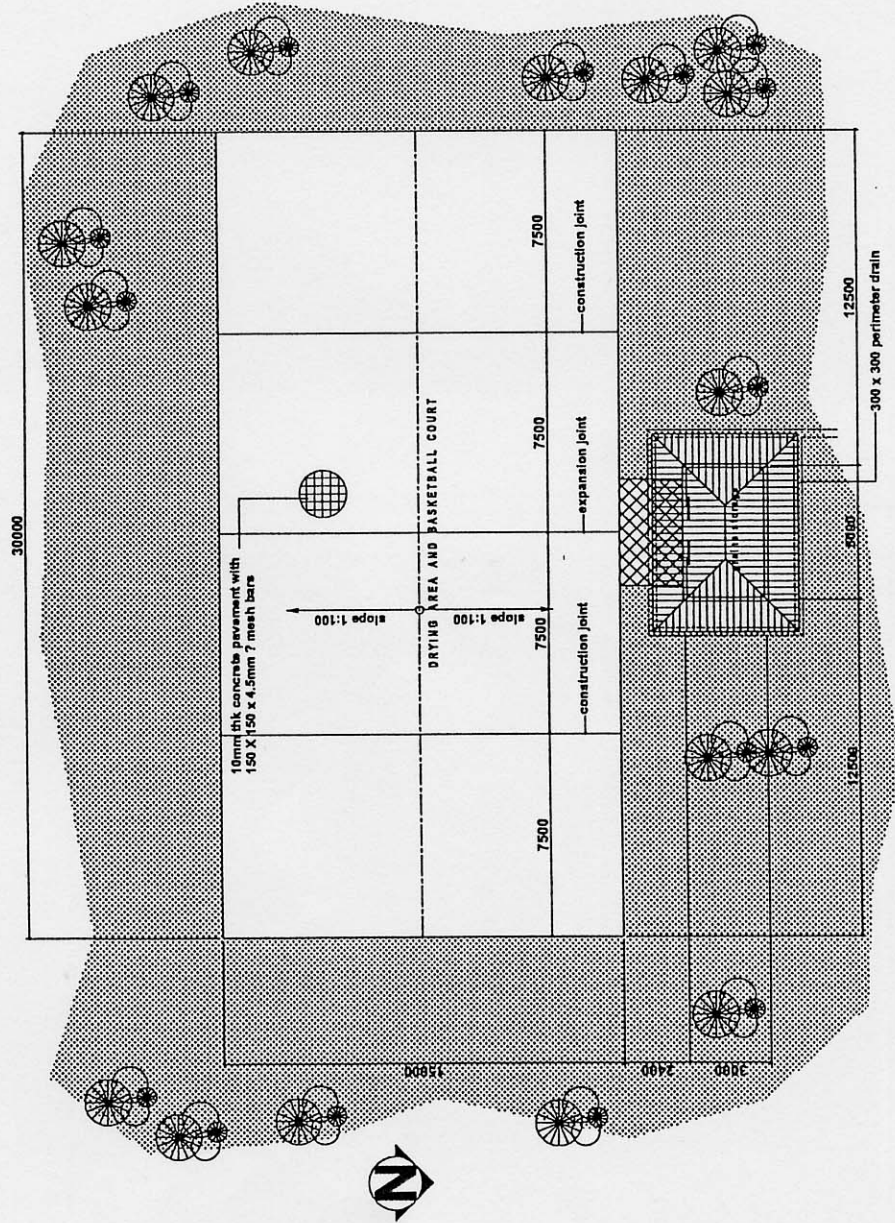 30000
10mm thk concrete pavement with
150 X 150 x 4.5mm ? mesh bars
slope 1:100
slope 1:100
DRYING AREA AND BASKETBALL COURT
7500
7500
7500
7500
construction joint
expansion joint
construction joint
15000
2400
3000
12500
5000
12500
300 x 300 perimeter drain
N